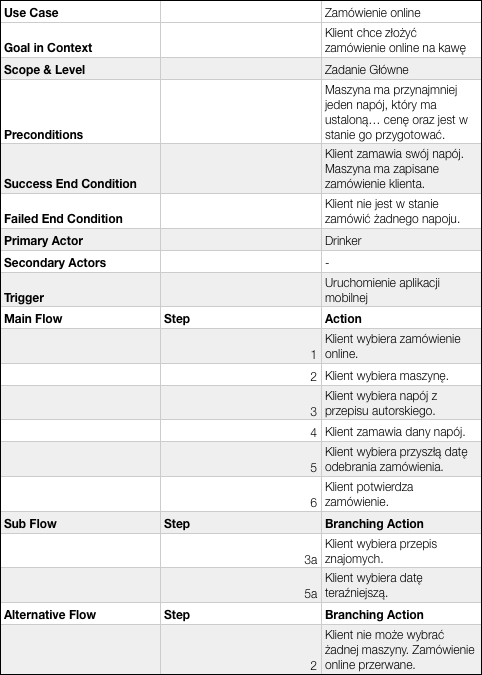 Use Case Zamówienie online
Goal in Context Klient chce złożyć
zamówienie online na kawę
Scope & Level Zadanie Główne
Preconditions Maszyna ma przynajmniej
jeden napój, który ma
ustaloną… cenę oraz jest w
stanie go przygotować.
Success End Condition Klient zamawia swój napój.
Maszyna ma zapisane
zamówienie klienta.
Failed End Condition Klient nie jest w stanie
zamówić żadnego napoju.
Primary Actor Drinker
Secondary Actors -
Trigger Uruchomienie aplikacji
mobilnej
Main Flow Step Action
1 Klient wybiera zamówienie
online.
2 Klient wybiera maszynę.
3 Klient wybiera napój z
przepisu autorskiego.
4 Klient zamawia dany napój.
5 Klient wybiera przyszłą datę
odebrania zamówienia.
6 Klient potwierdza
zamówienie.
Sub Flow Step Branching Action
3a Klient wybiera przepis
znajomych.
5a Klient wybiera datę
teraźniejszą.
Alternative Flow Step Branching Action
2 Klient nie może wybrać
żadnej maszyny. Zamówienie
online przerwane.